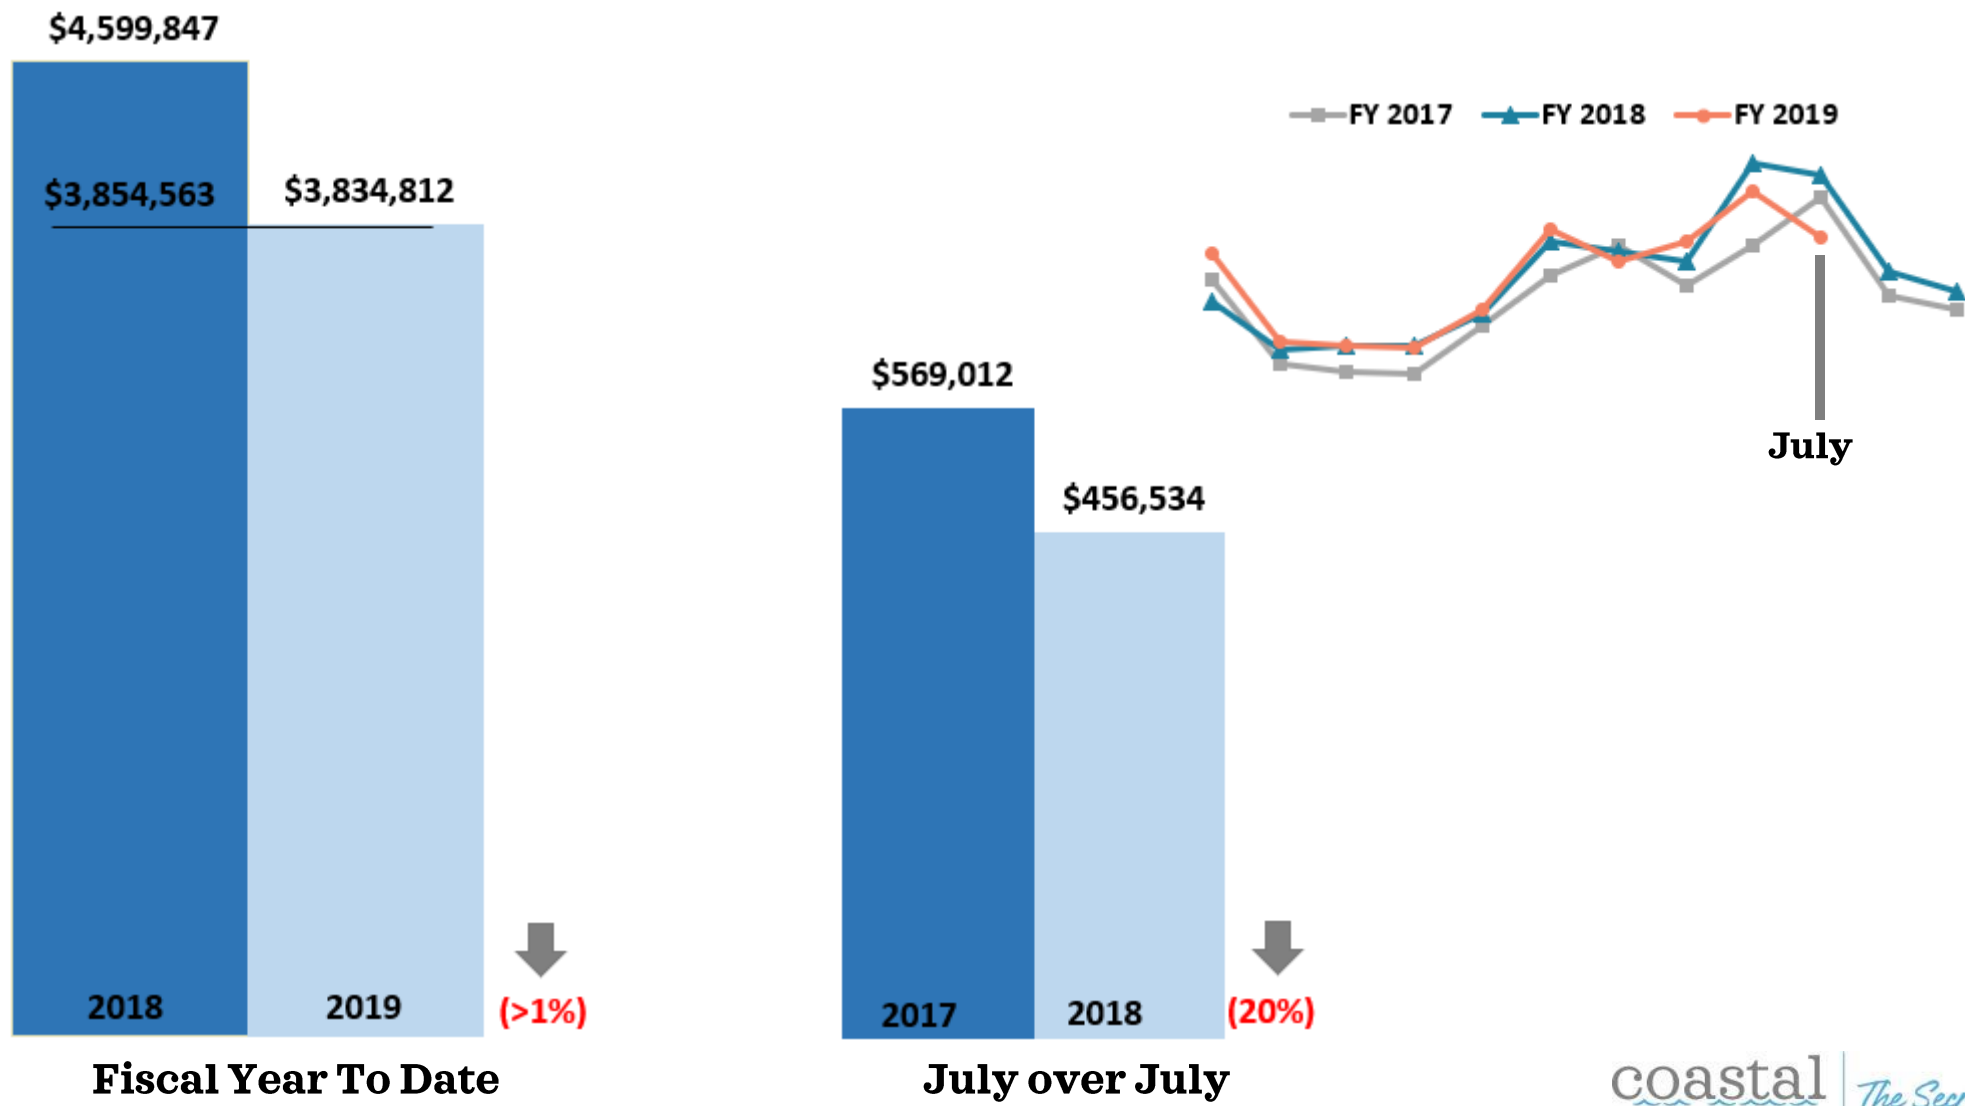 $4,599,847
$3,854,563
$3,834,812
2018
2019
(>1%)
Fiscal Year To Date
$569,012
$456,534
2017
2018
(20%)
July over July
FY 2017
FY 2018
FY 2019
July
coastal
The